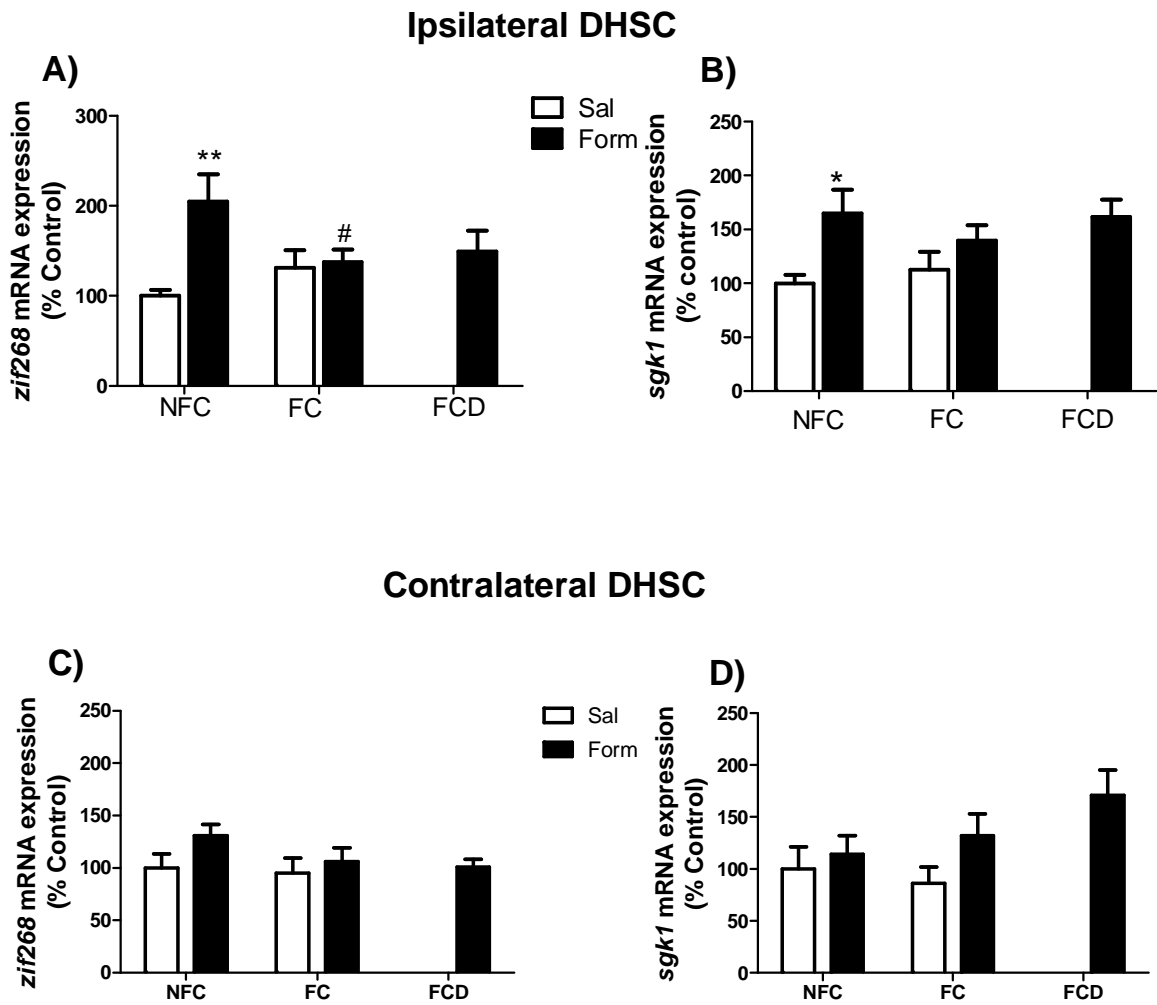 Ipsilateral DHSC
A)
B)
Sal
Form
zif268 mRNA expression
(% Control)
300
200
100
0
**
#
NFC FC FCD
sgk1 mRNA expression
(% control)
250
200
150
100
50
0
*
NFC FC FCD
Contralateral DHSC
C)
D)
Sal
Form
zif268 mRNA expression
(% Control)
250
200
150
100
50
0
NFC FC FCD
sgk1 mRNA expression
(% Control)
250
200
150
100
50
0
NFC FC FCD